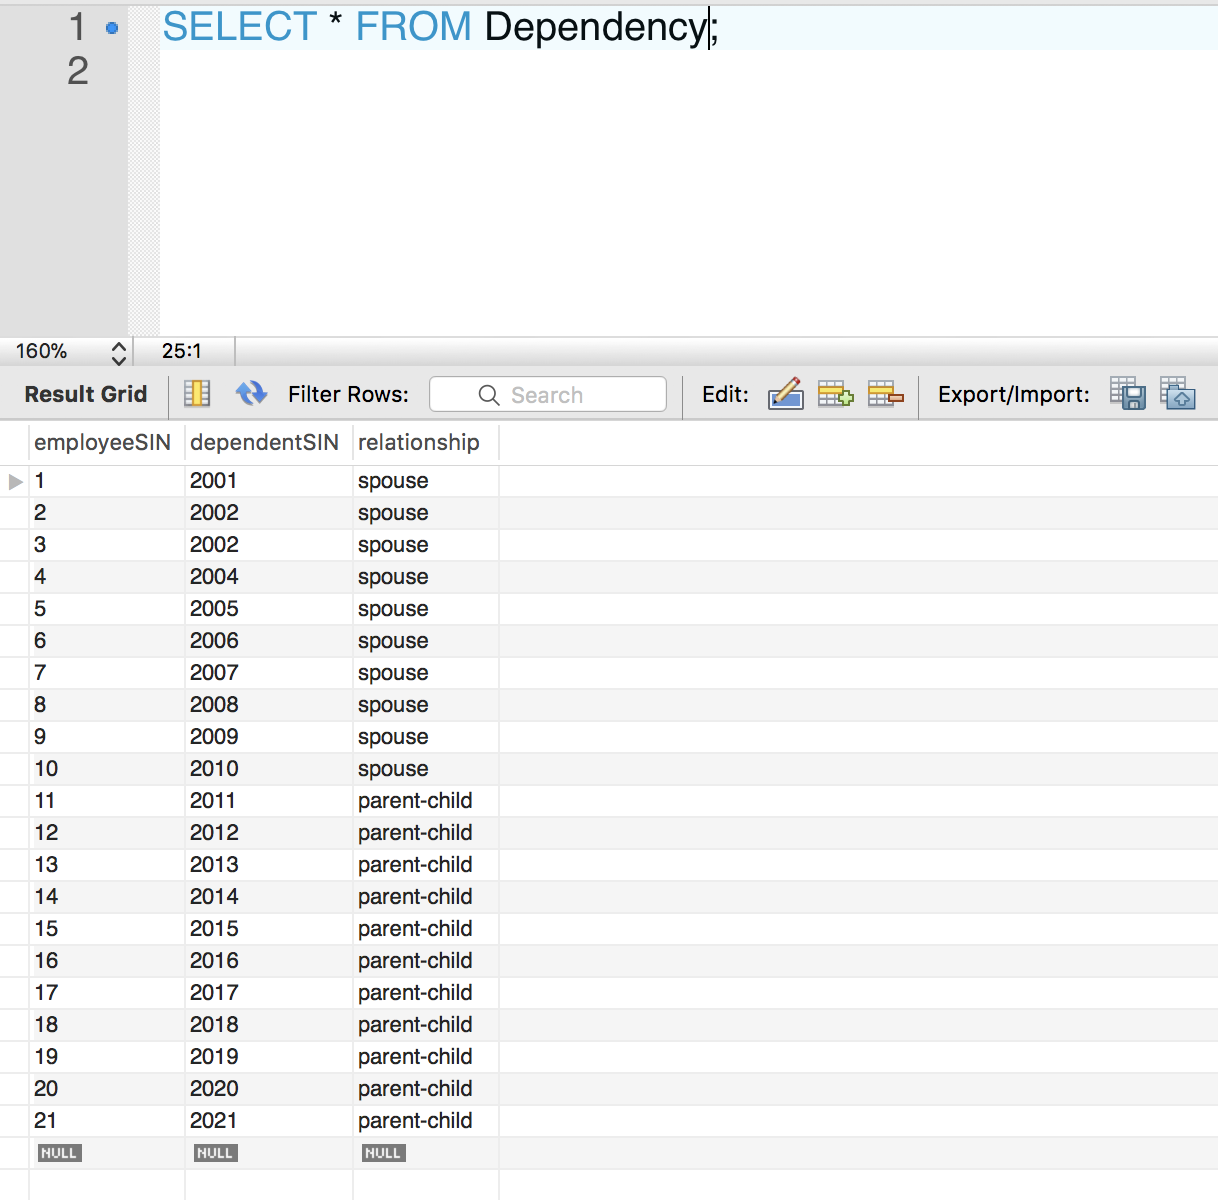 1 SELECT * FROM Dependency;
2
160% 25:1
Result Grid Filter Rows: Search Edit: Export/Import:
employeeSIN dependentSIN relationship
1 2001 spouse
2 2002 spouse
3 2002 spouse
4 2004 spouse
5 2005 spouse
6 2006 spouse
7 2007 spouse
8 2008 spouse
9 2009 spouse
10 2010 spouse
11 2011 parent-child
12 2012 parent-child
13 2013 parent-child
14 2014 parent-child
15 2015 parent-child
16 2016 parent-child
17 2017 parent-child
18 2018 parent-child
19 2019 parent-child
20 2020 parent-child
21 2021 parent-child
NULL NULL NULL